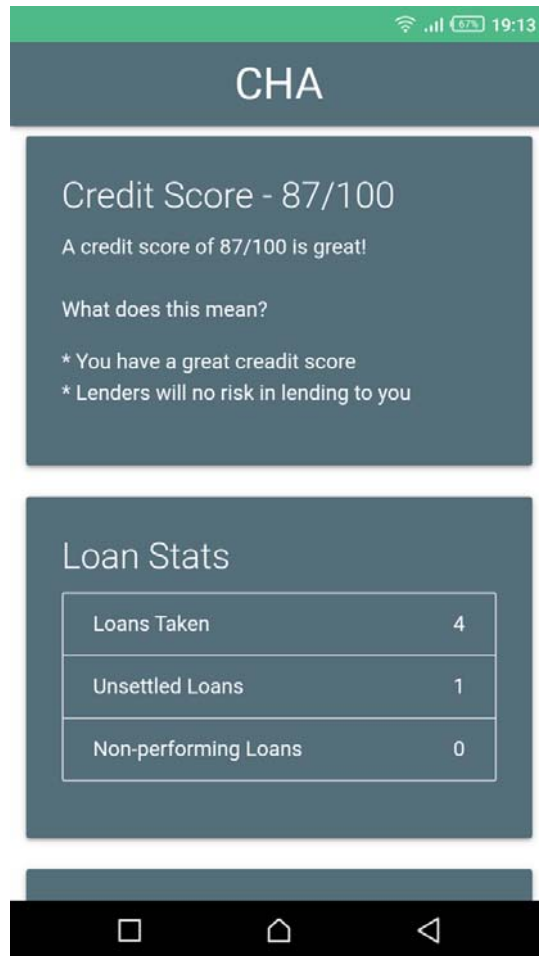 67% 19:13
CHA
Credit Score - 87/100
A credit score of 87/100 is great!
What does this mean?
* You have a great creadit score
* Lenders will no risk in lending to you
Loan Stats
Loans Taken 4
Unsettled Loans 1
Non-performing Loans 0